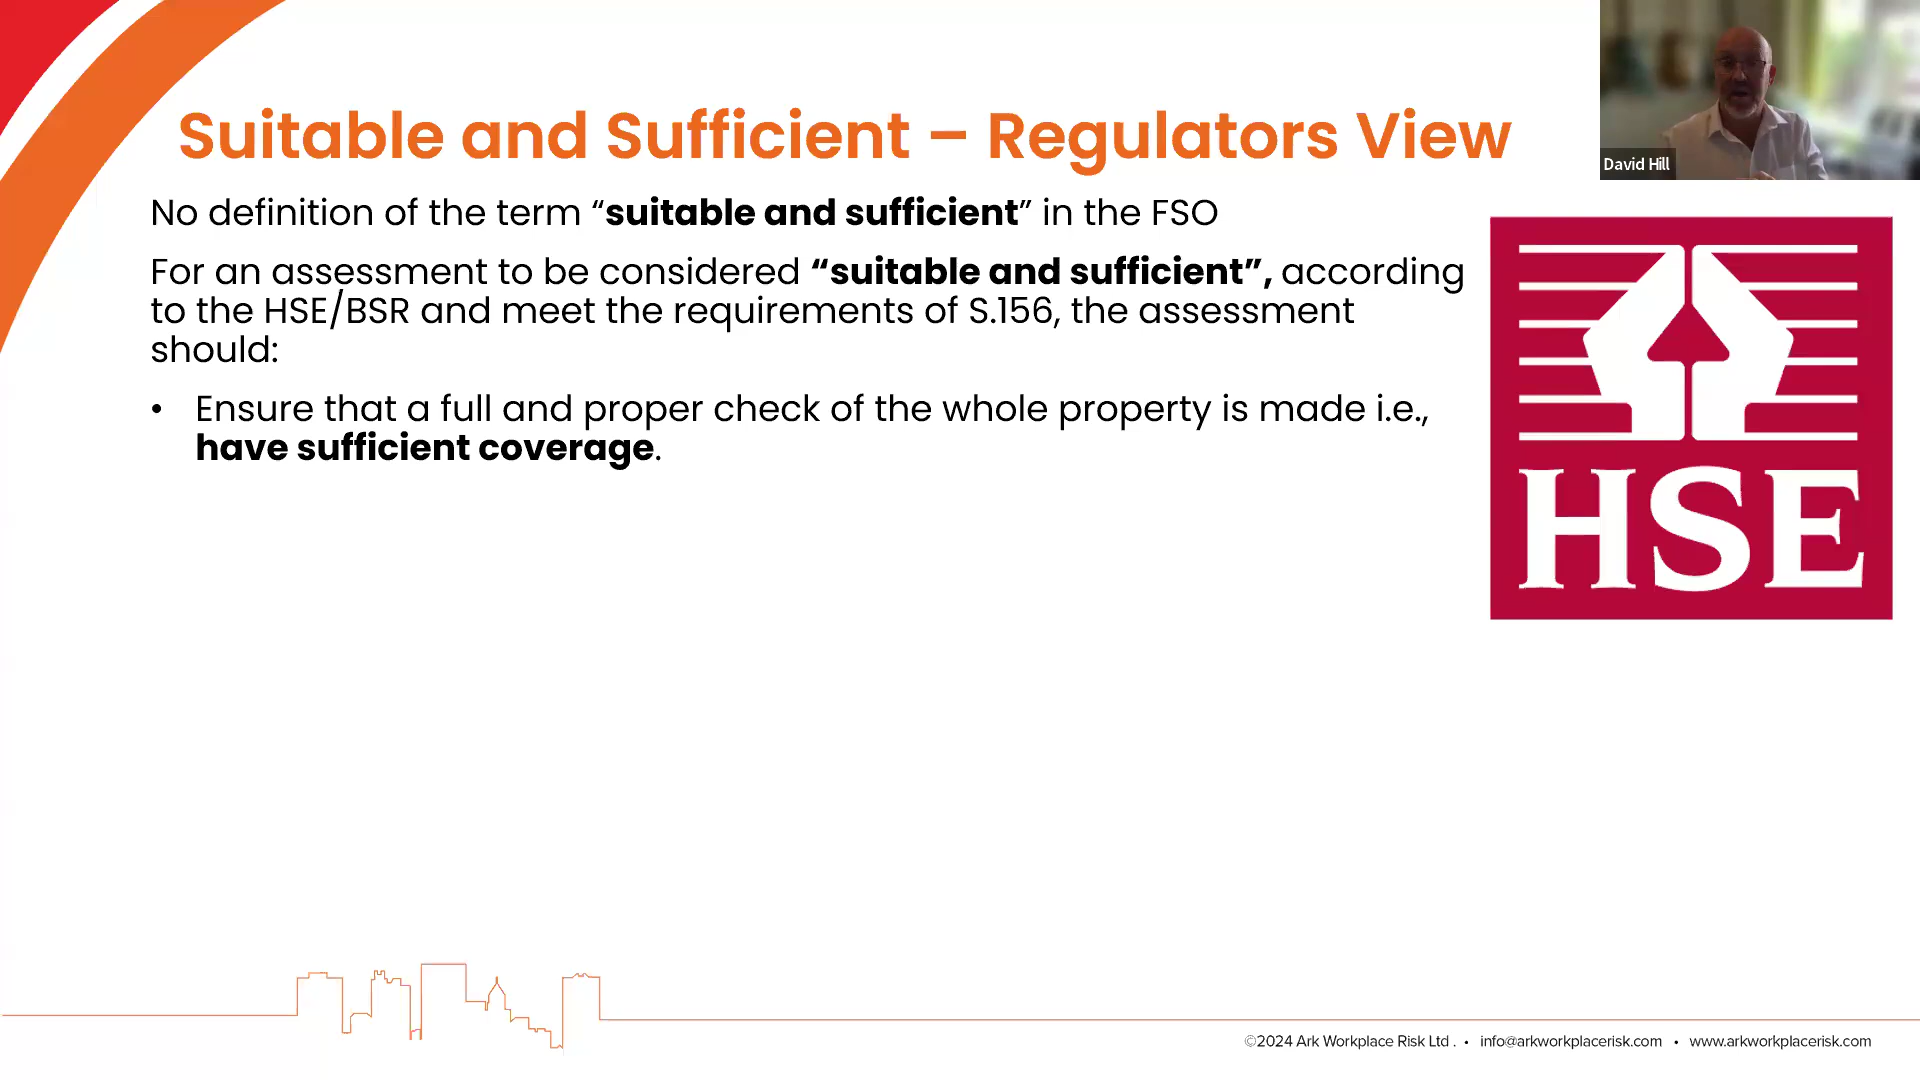 Suitable and Sufficient – Regulators View
David Hill
No definition of the term “suitable and sufficient” in the FSO
For an assessment to be considered “suitable and sufficient”, according
to the HSE/BSR and meet the requirements of S.156, the assessment
should:
• Ensure that a full and proper check of the whole property is made i.e.,
have sufficient coverage.
HSE
©2024 Ark Workplace Risk Ltd . • info@arkworkplacerisk.com • www.arkworkplacerisk.com